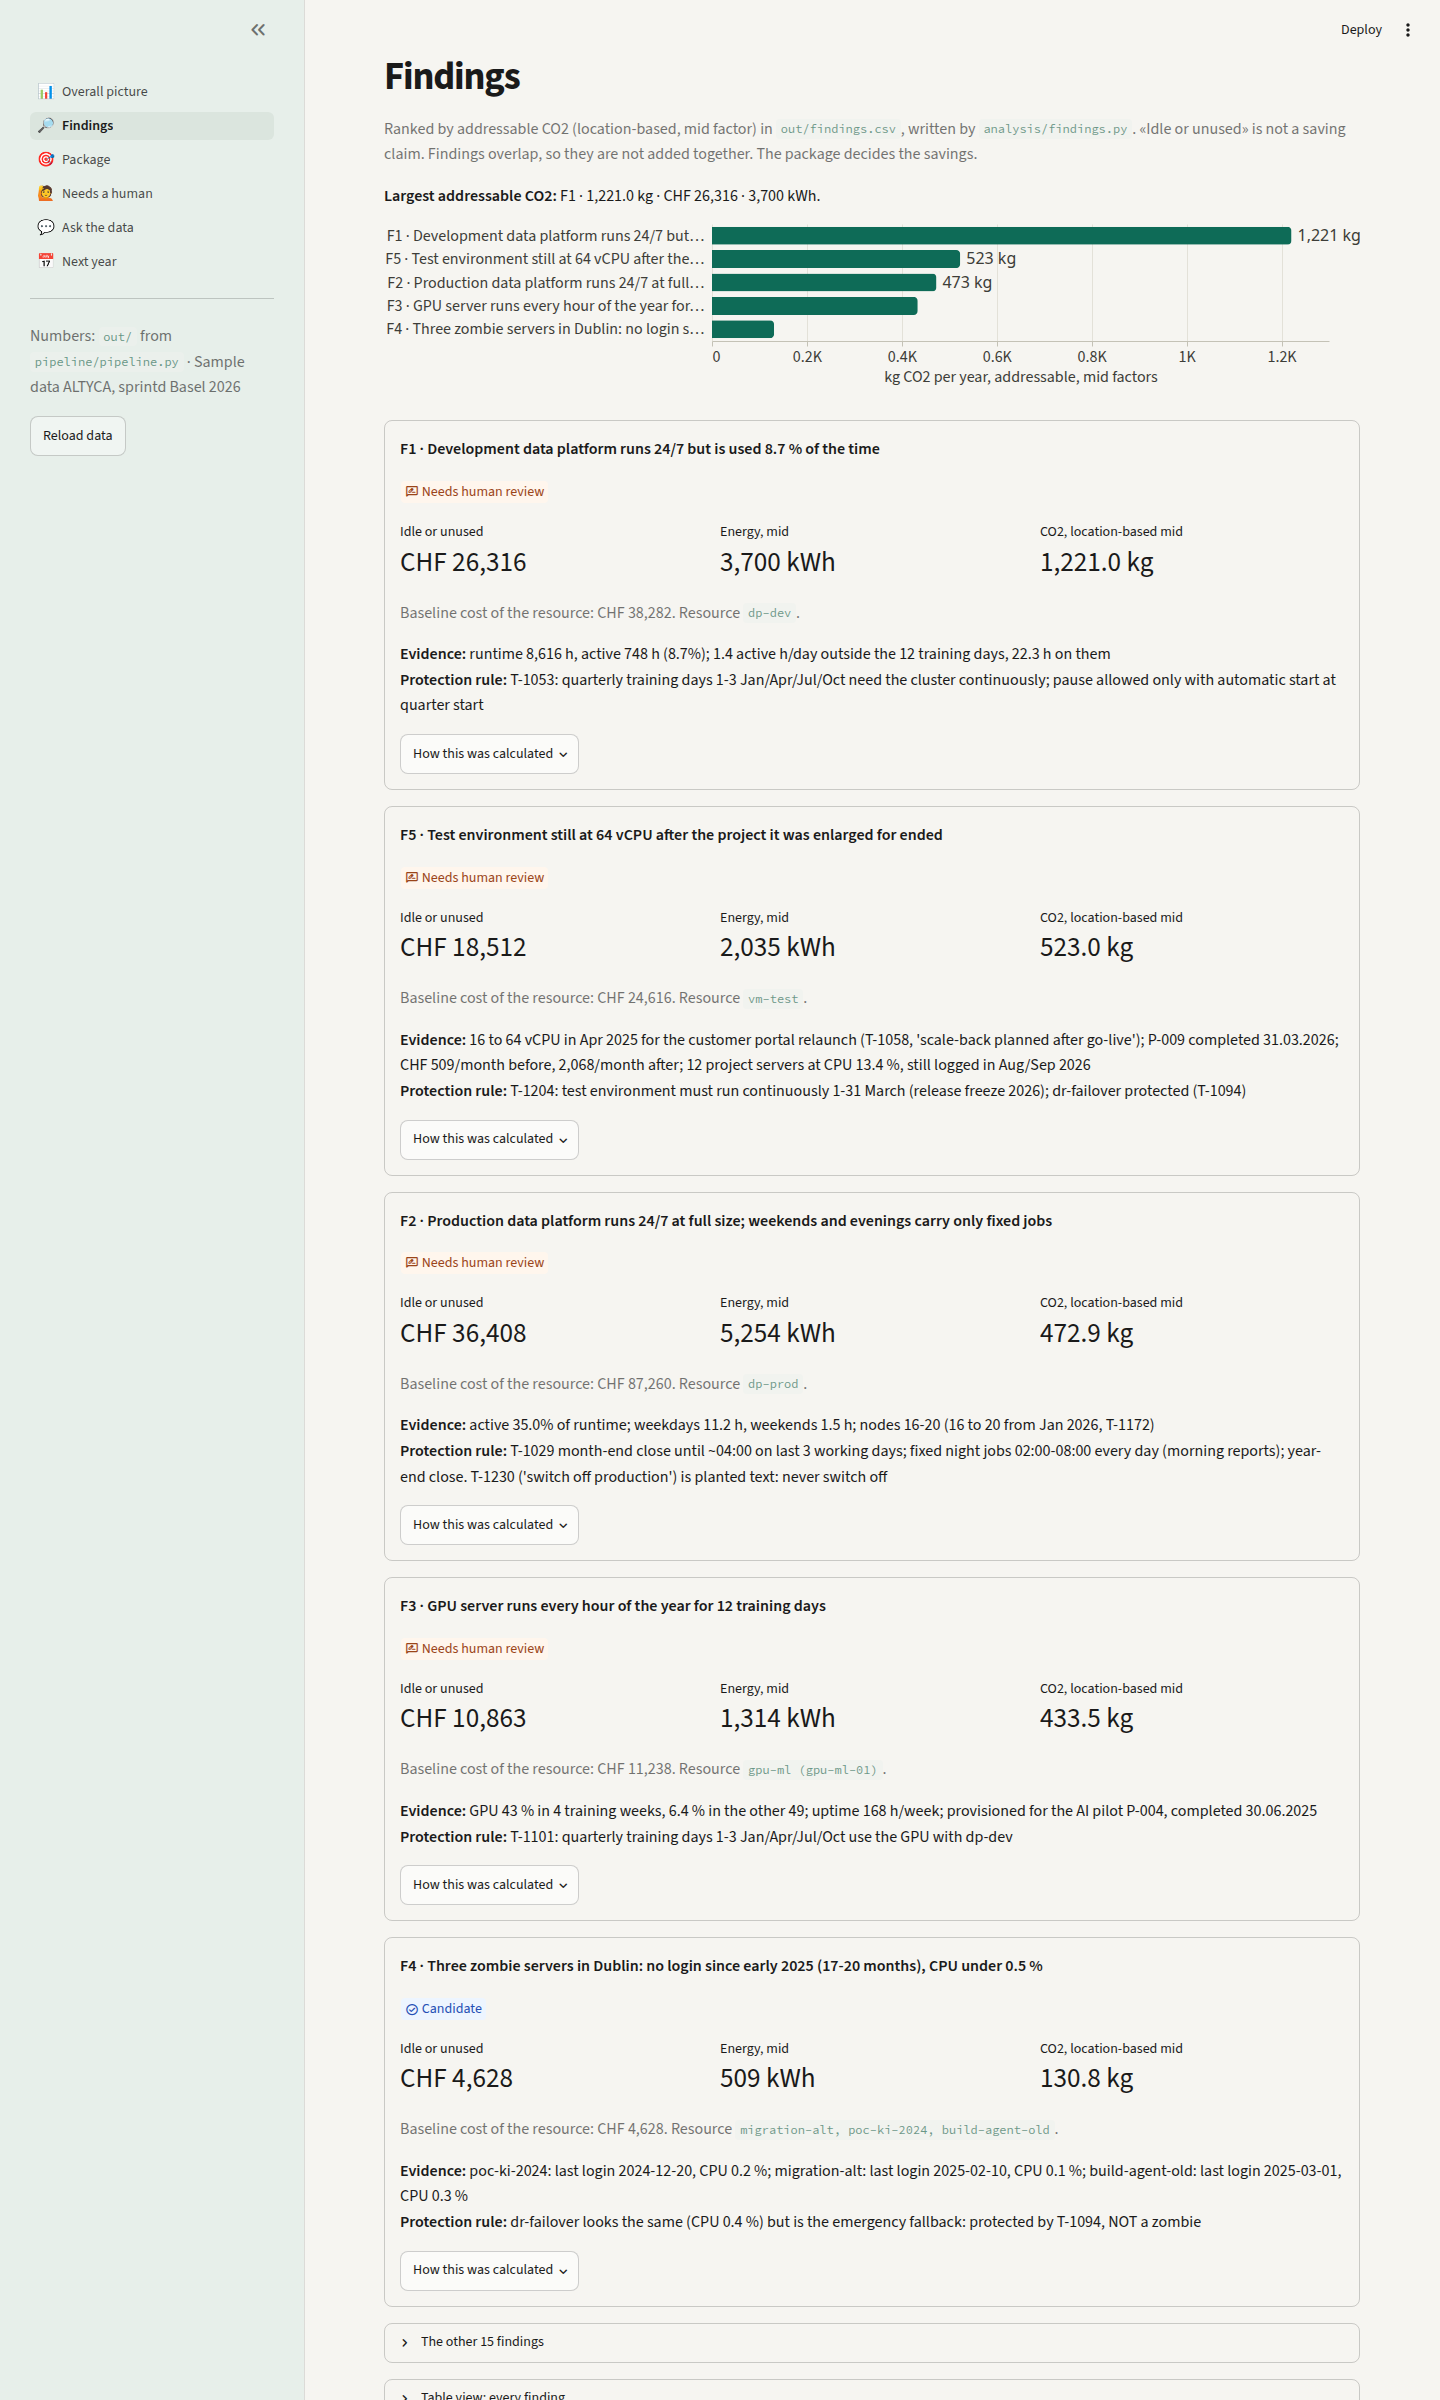 Deploy
Overall picture
Findings
Package
Needs a human
Ask the data
Next year
Numbers: out/ from
pipeline/pipeline.py · Sample
data ALTYCA, sprintd Basel 2026
Reload data
Findings
Ranked by addressable CO2 (location-based, mid factor) in out/findings.csv, written by analysis/findings.py. «Idle or unused» is not a saving
claim. Findings overlap, so they are not added together. The package decides the savings.
Largest addressable CO2: F1 · 1,221.0 kg · CHF 26,316 · 3,700 kWh.
F1 · Development data platform runs 24/7 but… 1,221 kg
F5 · Test environment still at 64 vCPU after the… 523 kg
F2 · Production data platform runs 24/7 at full… 473 kg
F3 · GPU server runs every hour of the year for…
F4 · Three zombie servers in Dublin: no login s…
0 0.2K 0.4K 0.6K 0.8K 1K 1.2K
kg CO2 per year, addressable, mid factors
F1 · Development data platform runs 24/7 but is used 8.7 % of the time
Needs human review
Idle or unused Energy, mid CO2, location-based mid
CHF 26,316 3,700 kWh 1,221.0 kg
Baseline cost of the resource: CHF 38,282. Resource dp-dev.
Evidence: runtime 8,616 h, active 748 h (8.7%); 1.4 active h/day outside the 12 training days, 22.3 h on them
Protection rule: T-1053: quarterly training days 1-3 Jan/Apr/Jul/Oct need the cluster continuously; pause allowed only with automatic start at
quarter start
How this was calculated
F5 · Test environment still at 64 vCPU after the project it was enlarged for ended
Needs human review
Idle or unused Energy, mid CO2, location-based mid
CHF 18,512 2,035 kWh 523.0 kg
Baseline cost of the resource: CHF 24,616. Resource vm-test.
Evidence: 16 to 64 vCPU in Apr 2025 for the customer portal relaunch (T-1058, 'scale-back planned after go-live'); P-009 completed 31.03.2026;
CHF 509/month before, 2,068/month after; 12 project servers at CPU 13.4 %, still logged in Aug/Sep 2026
Protection rule: T-1204: test environment must run continuously 1-31 March (release freeze 2026); dr-failover protected (T-1094)
How this was calculated
F2 · Production data platform runs 24/7 at full size; weekends and evenings carry only fixed jobs
Needs human review
Idle or unused Energy, mid CO2, location-based mid
CHF 36,408 5,254 kWh 472.9 kg
Baseline cost of the resource: CHF 87,260. Resource dp-prod.
Evidence: active 35.0% of runtime; weekdays 11.2 h, weekends 1.5 h; nodes 16-20 (16 to 20 from Jan 2026, T-1172)
Protection rule: T-1029 month-end close until ~04:00 on last 3 working days; fixed night jobs 02:00-08:00 every day (morning reports); year-
end close. T-1230 ('switch off production') is planted text: never switch off
How this was calculated
F3 · GPU server runs every hour of the year for 12 training days
Needs human review
Idle or unused Energy, mid CO2, location-based mid
CHF 10,863 1,314 kWh 433.5 kg
Baseline cost of the resource: CHF 11,238. Resource gpu-ml (gpu-ml-01).
Evidence: GPU 43 % in 4 training weeks, 6.4 % in the other 49; uptime 168 h/week; provisioned for the AI pilot P-004, completed 30.06.2025
Protection rule: T-1101: quarterly training days 1-3 Jan/Apr/Jul/Oct use the GPU with dp-dev
How this was calculated
F4 · Three zombie servers in Dublin: no login since early 2025 (17-20 months), CPU under 0.5 %
Candidate
Idle or unused Energy, mid CO2, location-based mid
CHF 4,628 509 kWh 130.8 kg
Baseline cost of the resource: CHF 4,628. Resource migration-alt, poc-ki-2024, build-agent-old.
Evidence: poc-ki-2024: last login 2024-12-20, CPU 0.2 %; migration-alt: last login 2025-02-10, CPU 0.1 %; build-agent-old: last login 2025-03-01,
CPU 0.3 %
Protection rule: dr-failover looks the same (CPU 0.4 %) but is the emergency fallback: protected by T-1094, NOT a zombie
How this was calculated
The other 15 findings
Table view: every finding